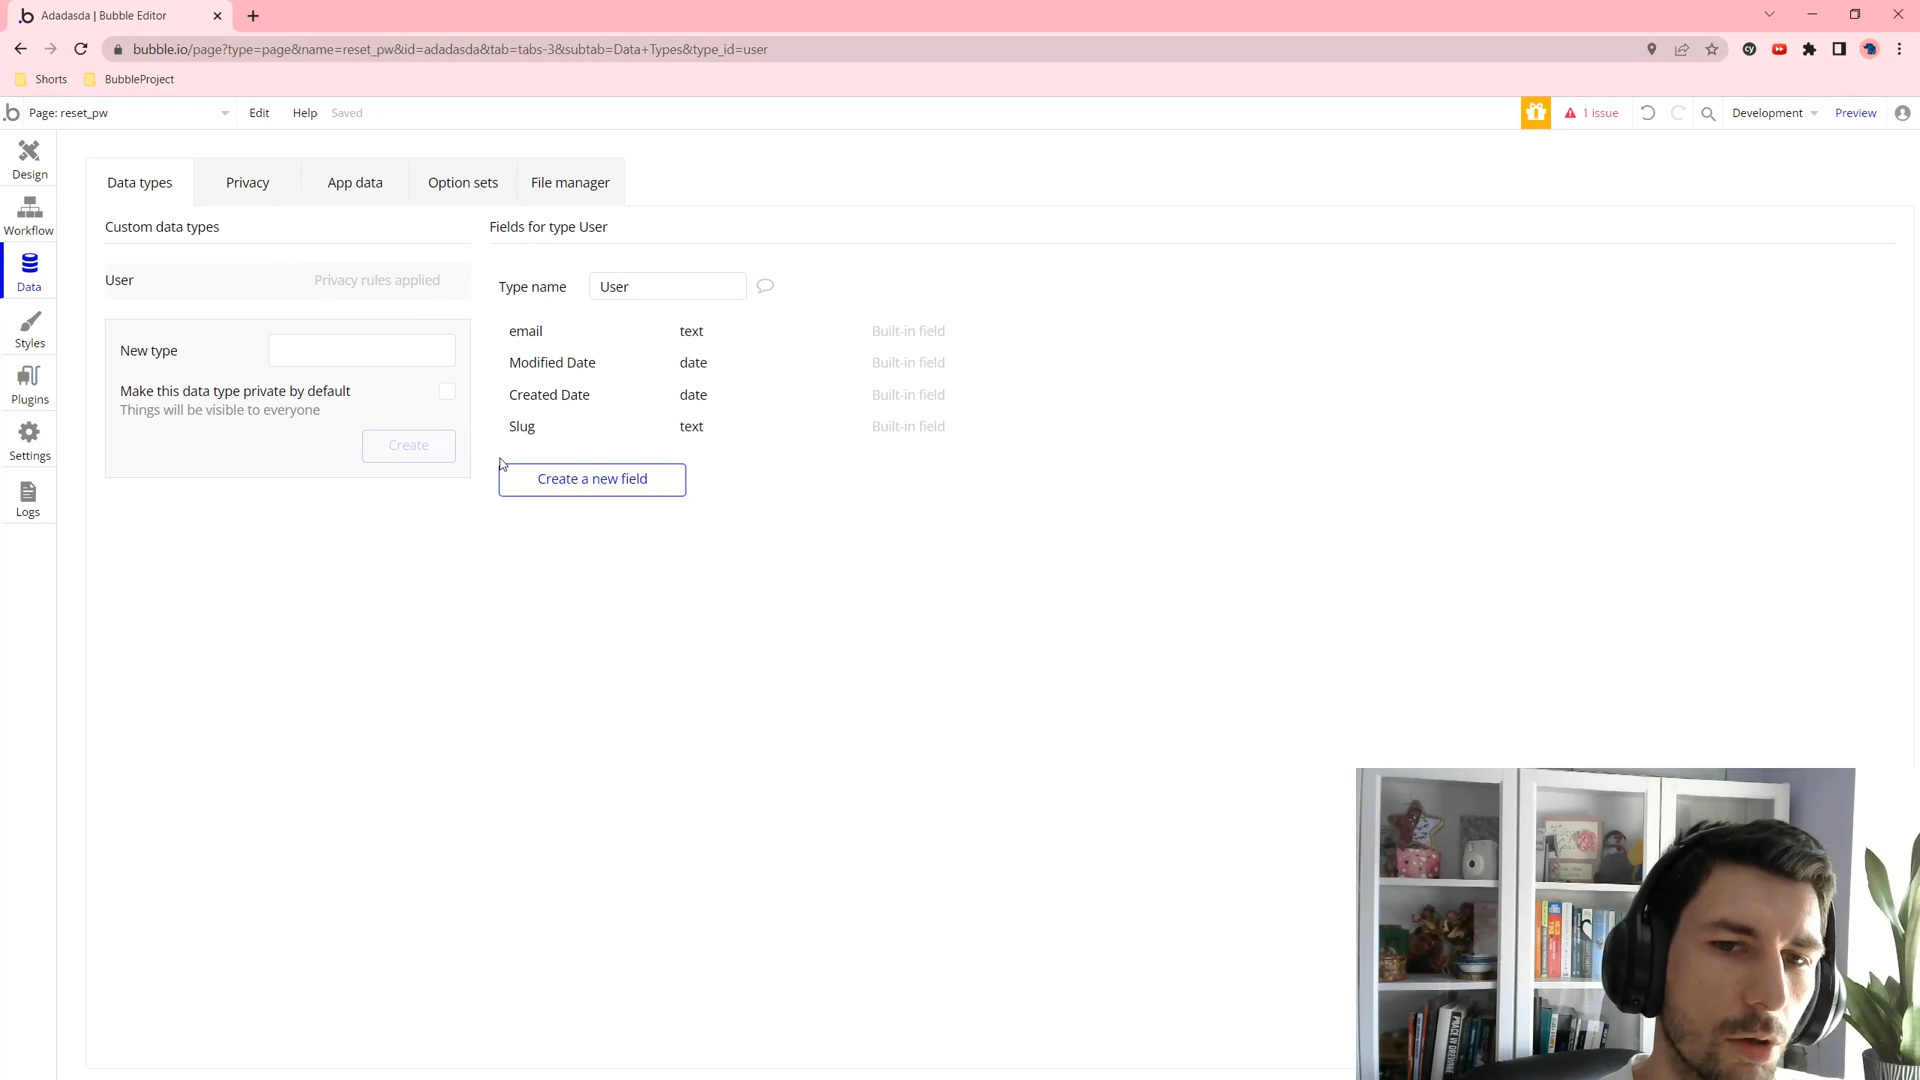 Adadasda | Bubble Editor
bubble.io/page?type=page&name=reset_pw&id=adadasda&tab=tabs-3&subtab=Data+Types&type_id=user
Shorts BubbleProject
Page: reset_pw Edit Help Saved 1 issue Development Preview
Design
Workflow
Data
Styles
Plugins
Settings
Logs
Data types Privacy App data Option sets File manager
Custom data types
User Privacy rules applied
New type
Make this data type private by default
Things will be visible to everyone
Create
Fields for type User
Type name User
email text Built-in field
Modified Date date Built-in field
Created Date date Built-in field
Slug text Built-in field
Create a new field